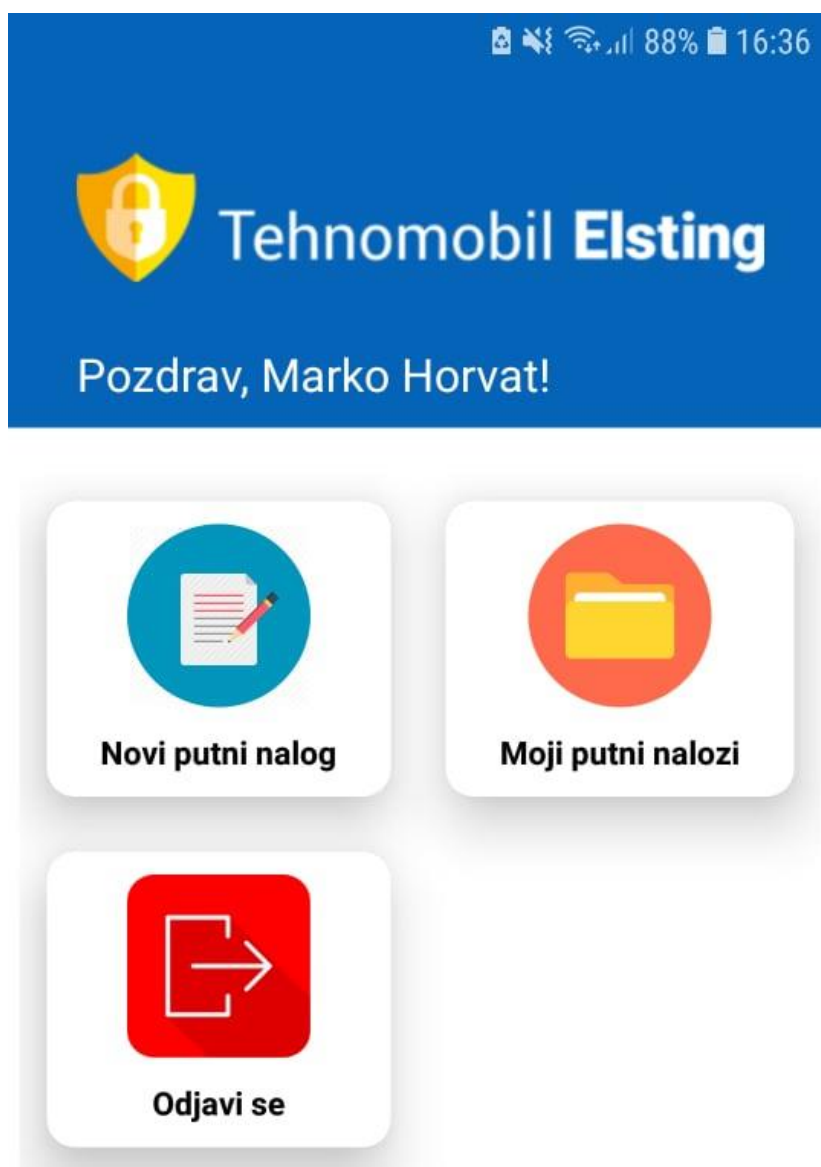 88% 16:36
Tehnomobil Elsting
Pozdrav, Marko Horvat!
Novi putni nalog
Moji putni nalozi
Odjavi se